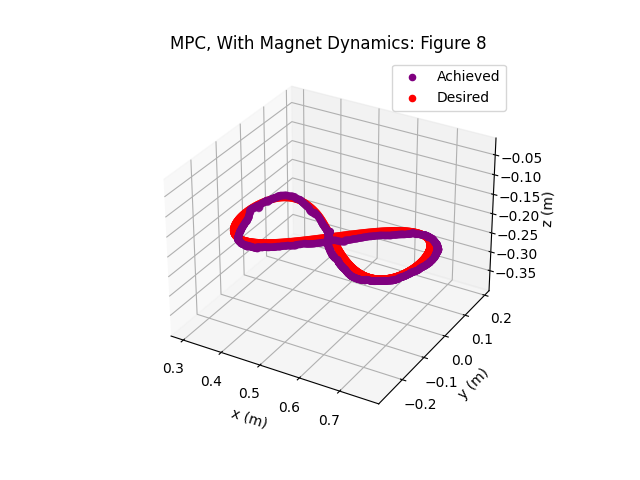 MPC, With Magnet Dynamics: Figure 8
Achieved
Desired
−0.05
−0.10
−0.15
−0.20
−0.25
−0.30
−0.35
z (m)
0.2
0.1
0.0
−0.1
−0.2
y (m)
0.3
0.4
0.5
0.6
0.7
x (m)